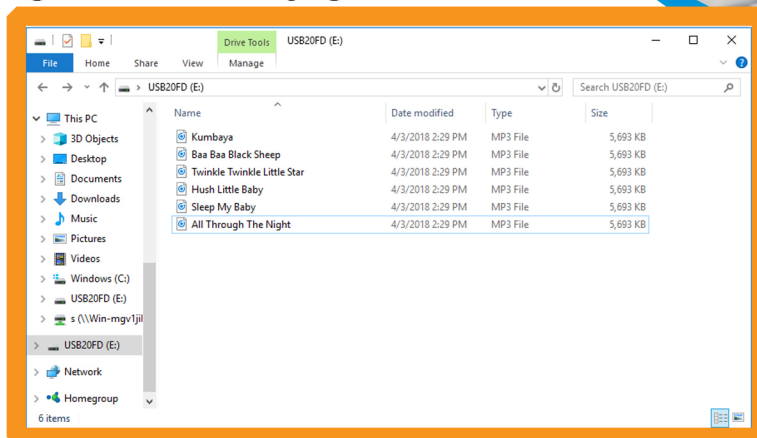 Drive Tools USB20FD (E:)
File Home Share View Manage
USB20FD (E:) Search USB20FD (E:)
Name Date modified Type Size
This PC
3D Objects
Desktop
Documents
Downloads
Music
Pictures
Videos
Windows (C:)
USB20FD (E:)
s (\\Win-mgv1jil
USB20FD (E:)
Network
Homegroup
Kumbaya 4/3/2018 2:29 PM MP3 File 5,693 KB
Baa Baa Black Sheep 4/3/2018 2:29 PM MP3 File 5,693 KB
Twinkle Twinkle Little Star 4/3/2018 2:29 PM MP3 File 5,693 KB
Hush Little Baby 4/3/2018 2:29 PM MP3 File 5,693 KB
Sleep My Baby 4/3/2018 2:29 PM MP3 File 5,693 KB
All Through The Night 4/3/2018 2:29 PM MP3 File 5,693 KB
6 items